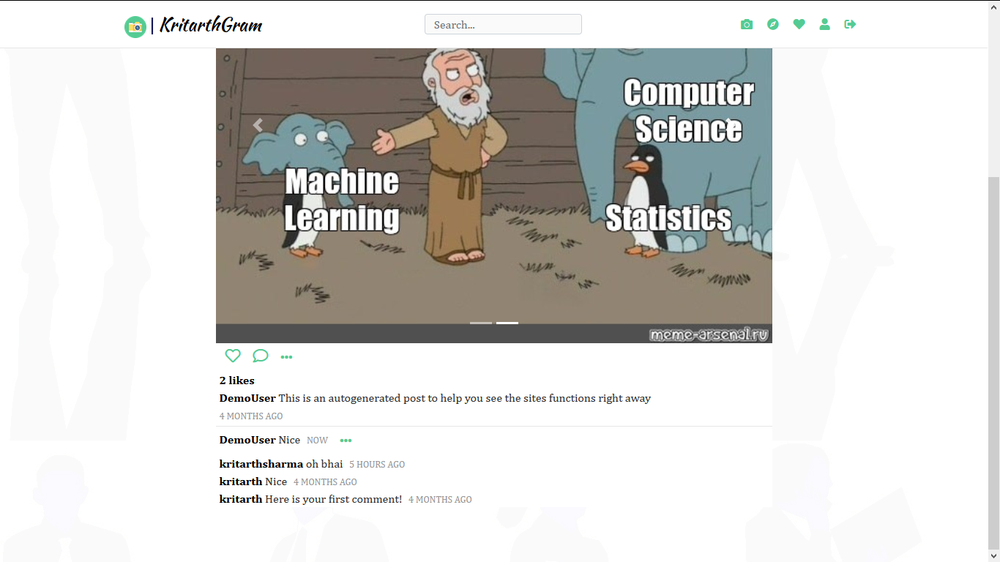 | KritarthGram
Search...
Computer
Science
Machine
Learning
Statistics
meme-arsenal.ru
2 likes
DemoUser This is an autogenerated post to help you see the sites functions right away
4 MONTHS AGO
DemoUser Nice NOW
kritarthsharma oh bhai 5 HOURS AGO
kritarth Nice 4 MONTHS AGO
kritarth Here is your first comment! 4 MONTHS AGO